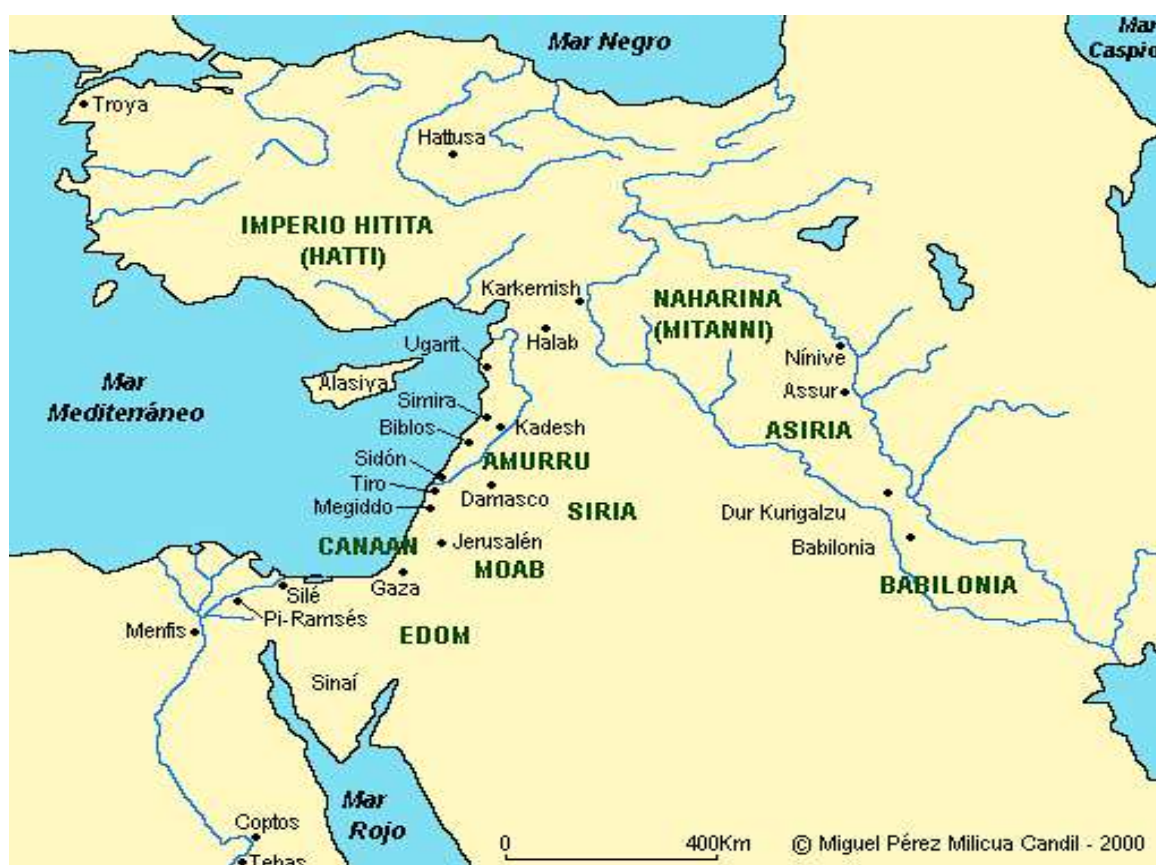 Mar Negro
Mar
Caspio
Troya
Hattusa
IMPERIO HITITA
(HATTI)
Karkemish
NAHARINA
(MITANNI)
Halab
Ugarit
Nínive
Mar
Mediterráneo
Alasiya
Assur
Simira
Biblos
Kadesh
ASIRIA
Sidón
AMURRU
Tiro
Damasco
Megiddo
SIRIA
Dur Kurigalzu
CANAAN
Jerusalén
Babilonia
MOAB
Gaza
BABILONIA
Silé
Pi-Ramsés
Menfis
EDOM
Sinaí
Mar
Rojo
Coptos
Tebas
0 400Km
© Miguel Pérez Milicua Candil - 2000